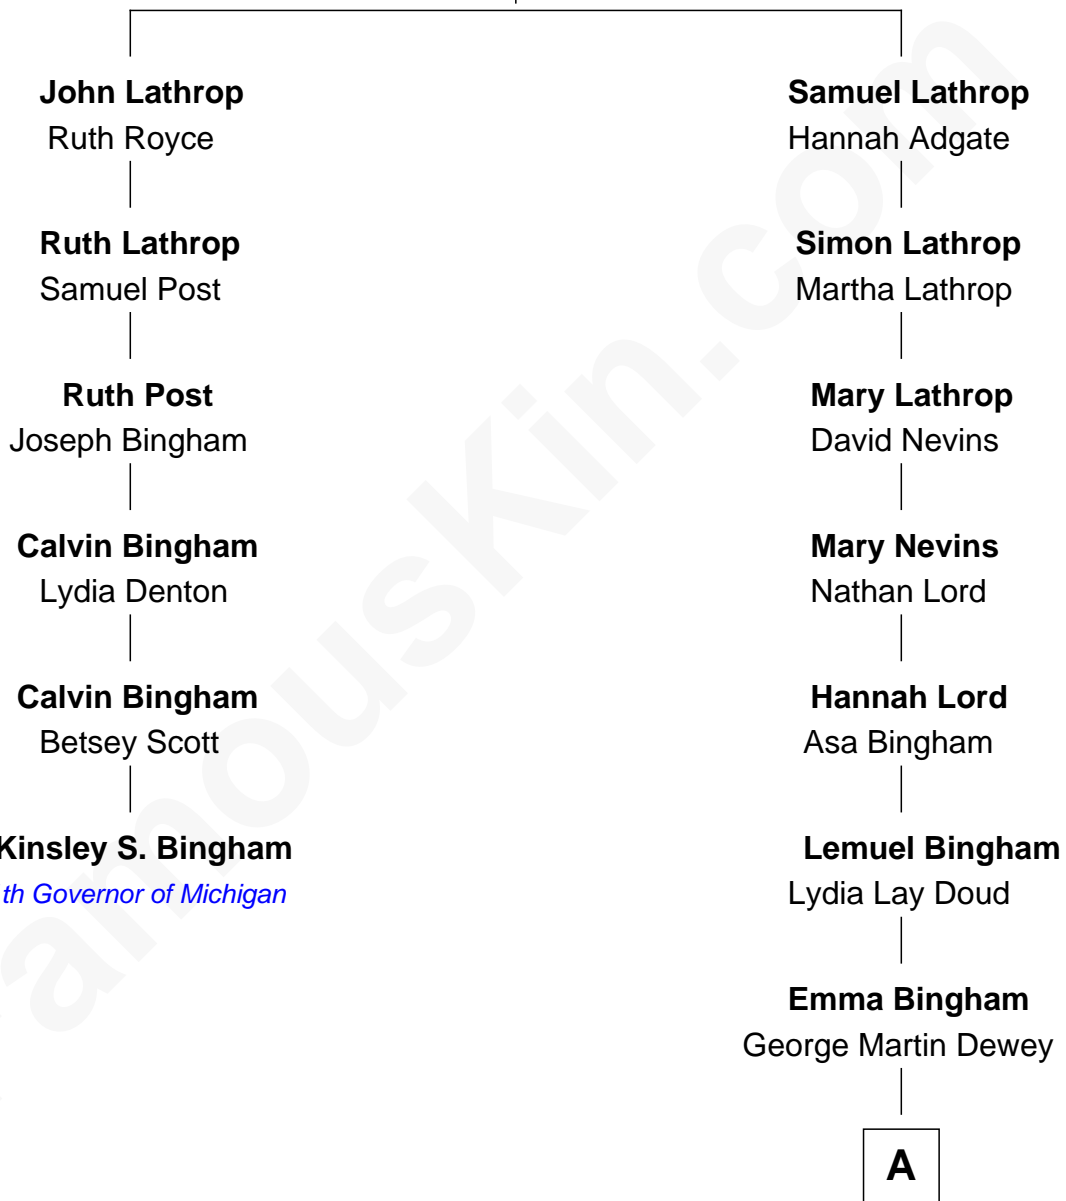 John Lathrop
Ruth Royce
Ruth Lathrop
Samuel Post
Ruth Post
Joseph Bingham
Calvin Bingham
Lydia Denton
Calvin Bingham
Betsey Scott
Kinsley S. Bingham
th Governor of Michigan
Samuel Lathrop
Hannah Adgate
Simon Lathrop
Martha Lathrop
Mary Lathrop
David Nevins
Mary Nevins
Nathan Lord
Hannah Lord
Asa Bingham
Lemuel Bingham
Lydia Lay Doud
Emma Bingham
George Martin Dewey
A
amousKin.com